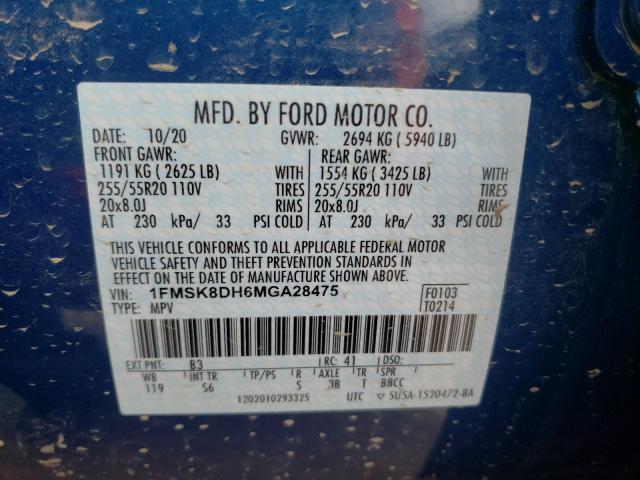 MFD. BY FORD MOTOR CO.
DATE: 10/20 GVWR: 2694 KG ( 5940 LB)
FRONT GAWR: REAR GAWR:
1191 KG ( 2625 LB) WITH 1554 KG ( 3425 LB) WITH
255/55R20 110V TIRES 255/55R20 110V TIRES
20x8.0J RIMS 20x8.0J RIMS
AT 230 kPa/ 33 PSI COLD AT 230 kPa/ 33 PSI COLD
THIS VEHICLE CONFORMS TO ALL APPLICABLE FEDERAL MOTOR
VEHICLE SAFETY AND THEFT PREVENTION STANDARDS IN
EFFECT ON THE DATE OF MANUFACTURE SHOWN ABOVE.
VIN: 1FMSK8DH6MGA28475 F0103
TYPE: MPV T0214
EXT PNT: B3 RC: 41 DSO:
WB INT TR TP/PS R AXLE TR SPR
119 S6 S 3B T BBCC
1202010293325 UTC ▽ 5U5A-1520472-BA